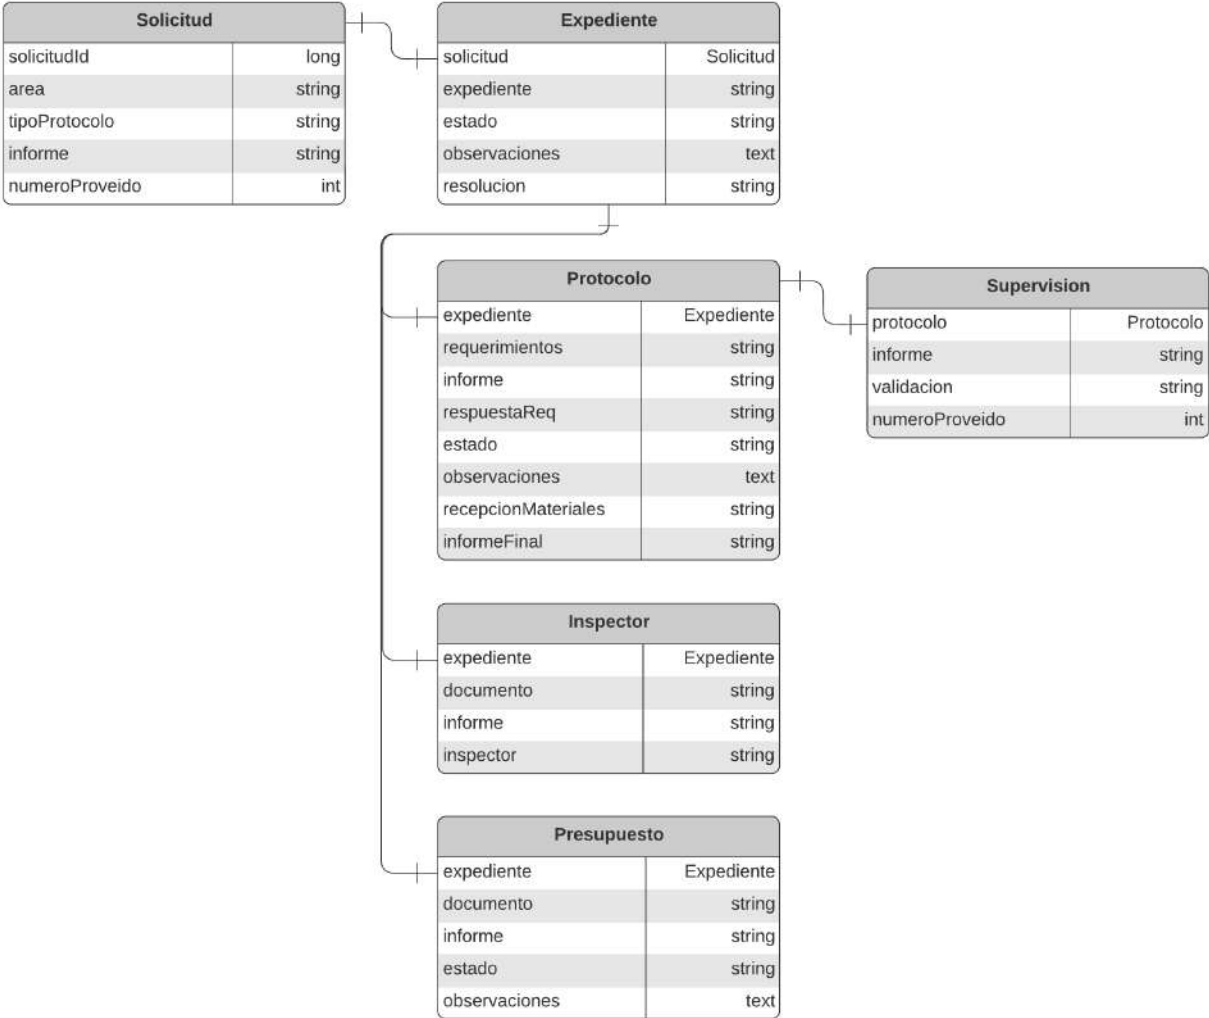 Solicitud
solicitudId long
area string
tipoProtocolo string
informe string
numeroProveido int
Expediente
solicitud Solicitud
expediente string
estado string
observaciones text
resolucion string
Protocolo
expediente Expediente
requerimientos string
informe string
respuestaReq string
estado string
observaciones text
recepcionMateriales string
informeFinal string
Supervision
protocolo Protocolo
informe string
validacion string
numeroProveido int
Inspector
expediente Expediente
documento string
informe string
inspector string
Presupuesto
expediente Expediente
documento string
informe string
estado string
observaciones text